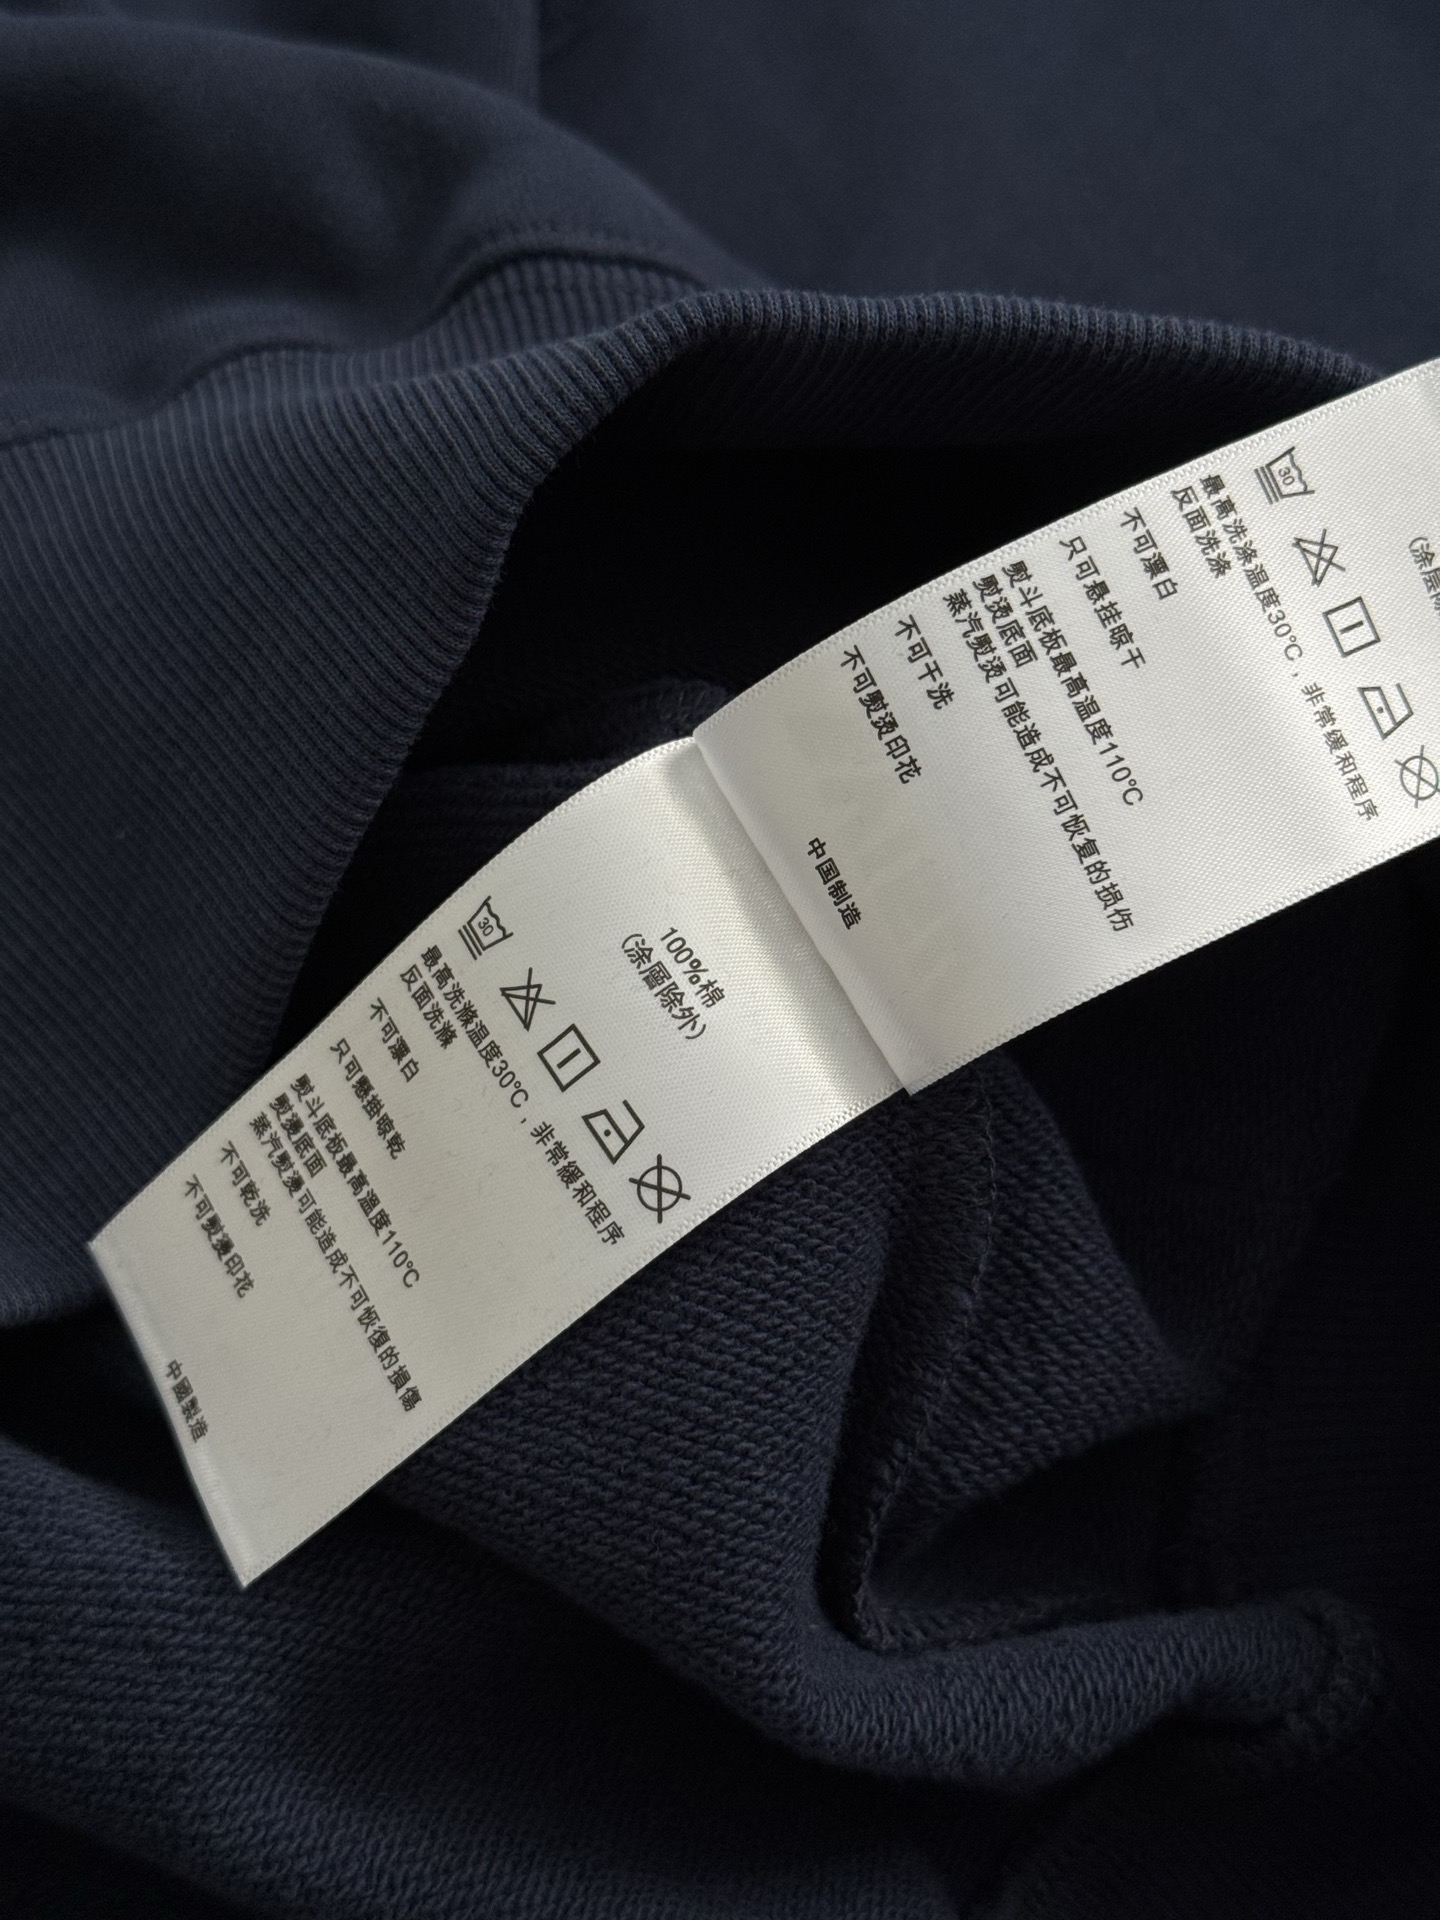 (涂层除
30
最高洗涤温度30℃，非常缓和程序
反面洗涤
不可漂白
只可悬挂晾干
熨斗底板最高温度110℃
熨烫底面
蒸汽熨烫可能造成不可恢复的损伤
不可干洗
不可熨烫印花
中国制造
100%棉
(涂層除外)
30
最高洗滌溫度30℃，非常緩和程序
反面洗滌
不可漂白
只可懸掛晾乾
熨斗底板最高溫度110℃
熨燙底面
蒸汽熨燙可能造成不可恢復的損傷
不可乾洗
不可熨燙印花
中國製造